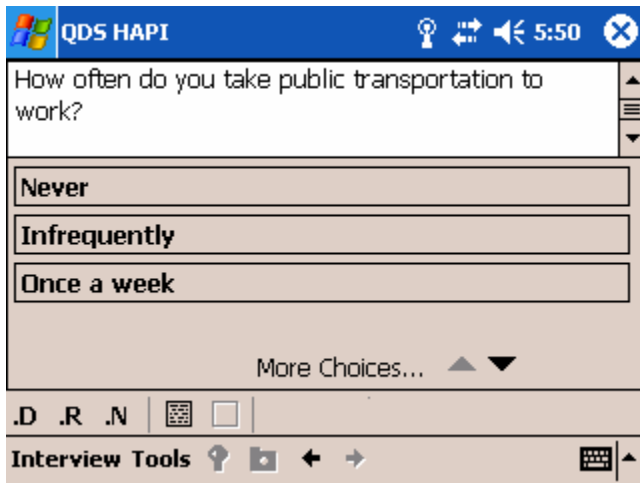 QDS HAPI 5:50
How often do you take public transportation to
work?
Never
Infrequently
Once a week
More Choices...
.D .R .N
Interview Tools